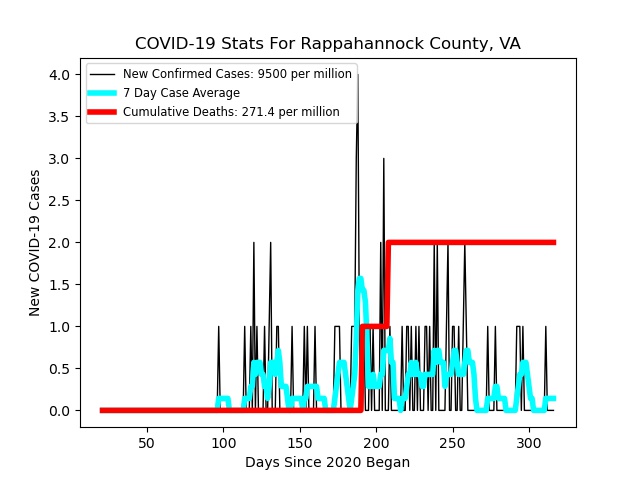 COVID-19 Stats For Rappahannock County, VA
New Confirmed Cases: 9500 per million
7 Day Case Average
Cumulative Deaths: 271.4 per million
New COVID-19 Cases
4.0
3.5
3.0
2.5
2.0
1.5
1.0
0.5
0.0
50 100 150 200 250 300
Days Since 2020 Began